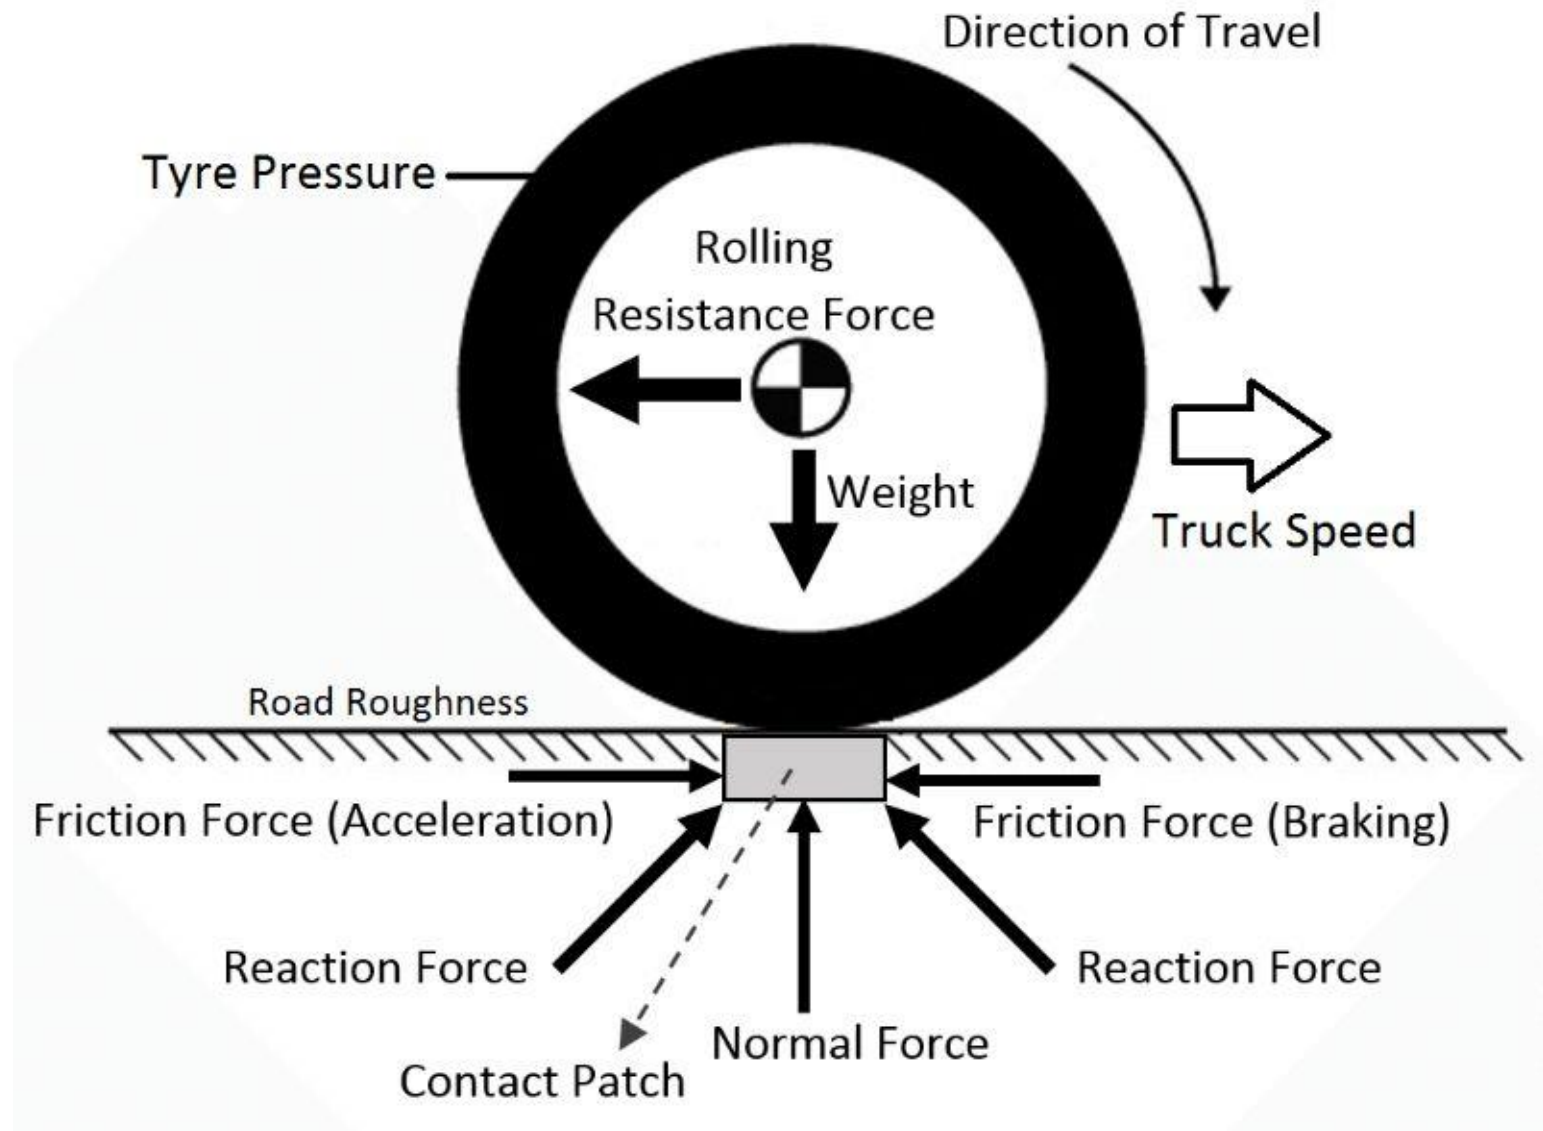 Direction of Travel
Tyre Pressure
Rolling
Resistance Force
Weight
Truck Speed
Road Roughness
Friction Force (Acceleration)
Friction Force (Braking)
Reaction Force
Reaction Force
Normal Force
Contact Patch